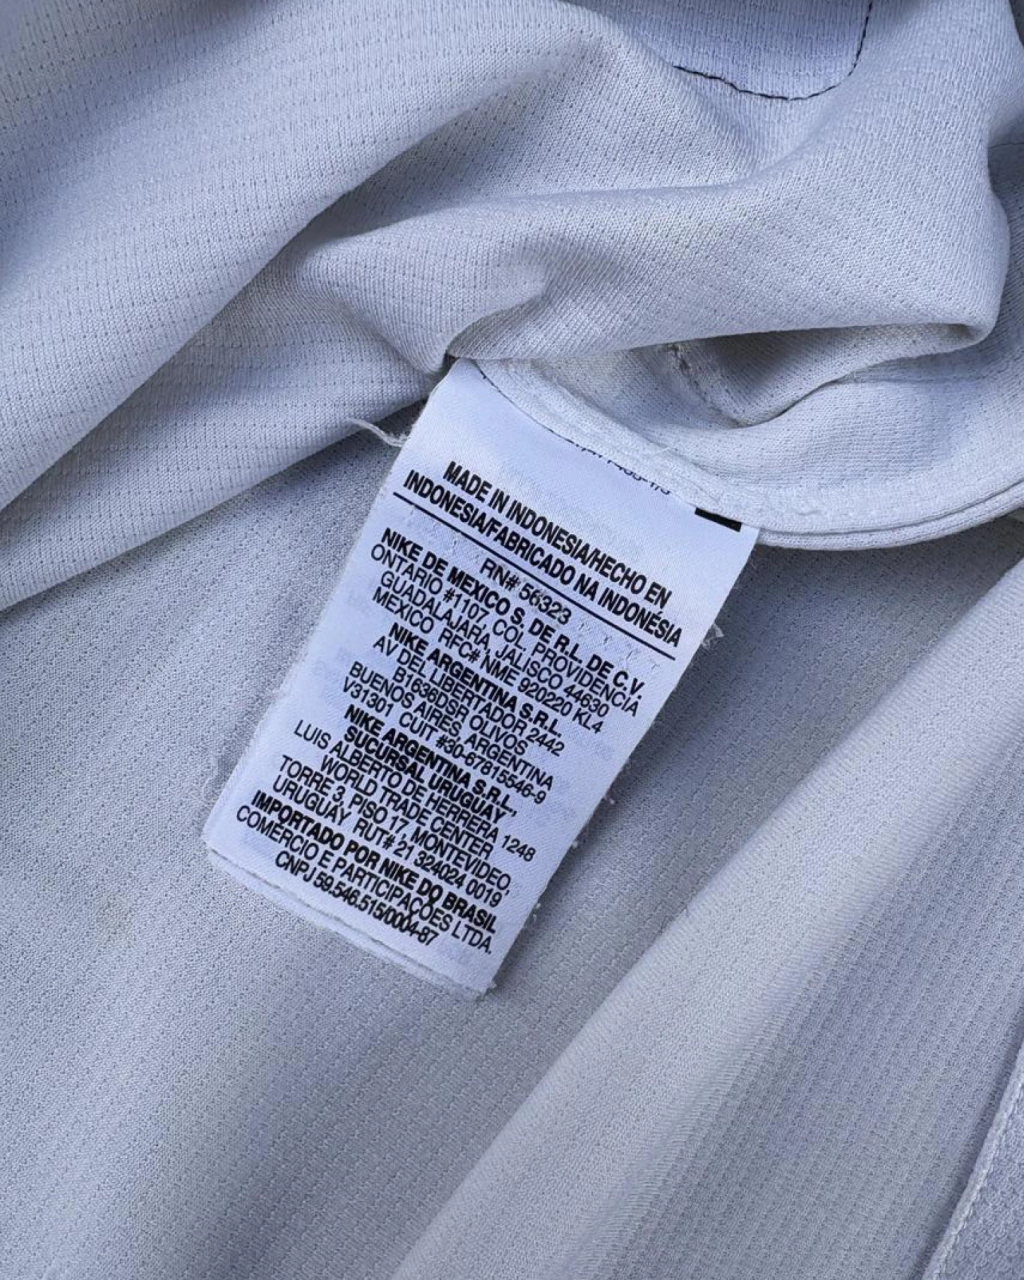 MADE IN INDONESIA/HECHO EN
INDONESIA/FABRICADO NA INDONÉSIA
RN# 56323
NIKE DE MEXICO S. DE R.L. DE C.V.
ONTARIO #1107, COL. PROVIDENCIA
GUADALAJARA, JALISCO 44630
MEXICO RFC# NME 920220 KL4
NIKE ARGENTINA S.R.L.
AV DEL LIBERTADOR 2442
B1636DSR OLIVOS
BUENOS AIRES, ARGENTINA
V31301 CUIT #30-67815546-9
NIKE ARGENTINA S.R.L,
SUCURSAL URUGUAY
LUIS ALBERTO DE HERRERA 1248
WORLD TRADE CENTER
TORRE 3, PISO 17, MONTEVIDEO,
URUGUAY RUT# 21 324024 0019
IMPORTADO POR NIKE DO BRASIL
COMÉRCIO E PARTICIPAÇÕES LTDA.
CNPJ 59.546.515/0004-87